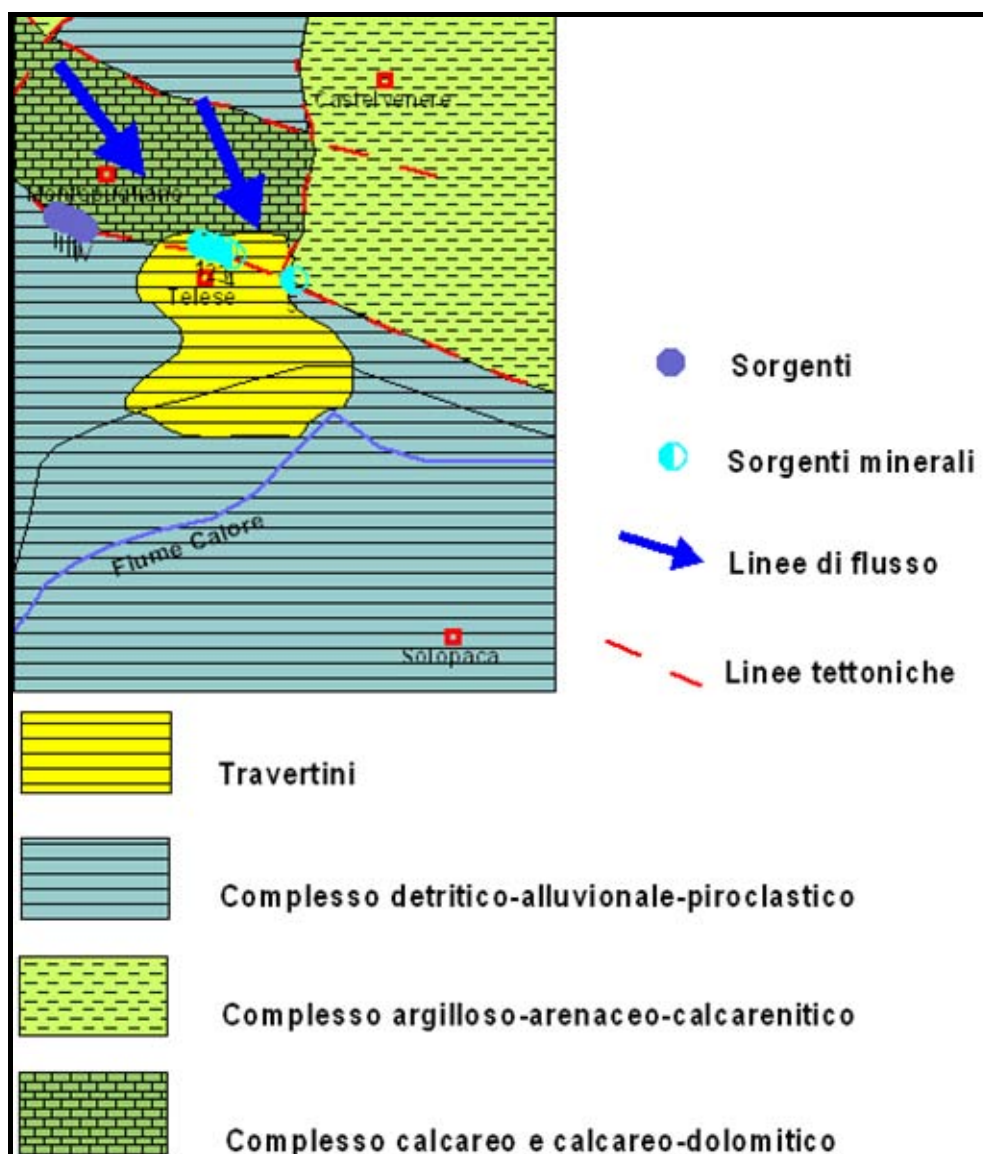 Castelvenere
Montepugliano
Telese
Sorgenti
Sorgenti minerali
Fiume Calore
Linee di flusso
Solopaca
Linee tettoniche
Travertini
Complesso detritico-alluvionale-piroclastico
Complesso argilloso-arenaceo-calcarenitico
Complesso calcareo e calcareo-dolomitico